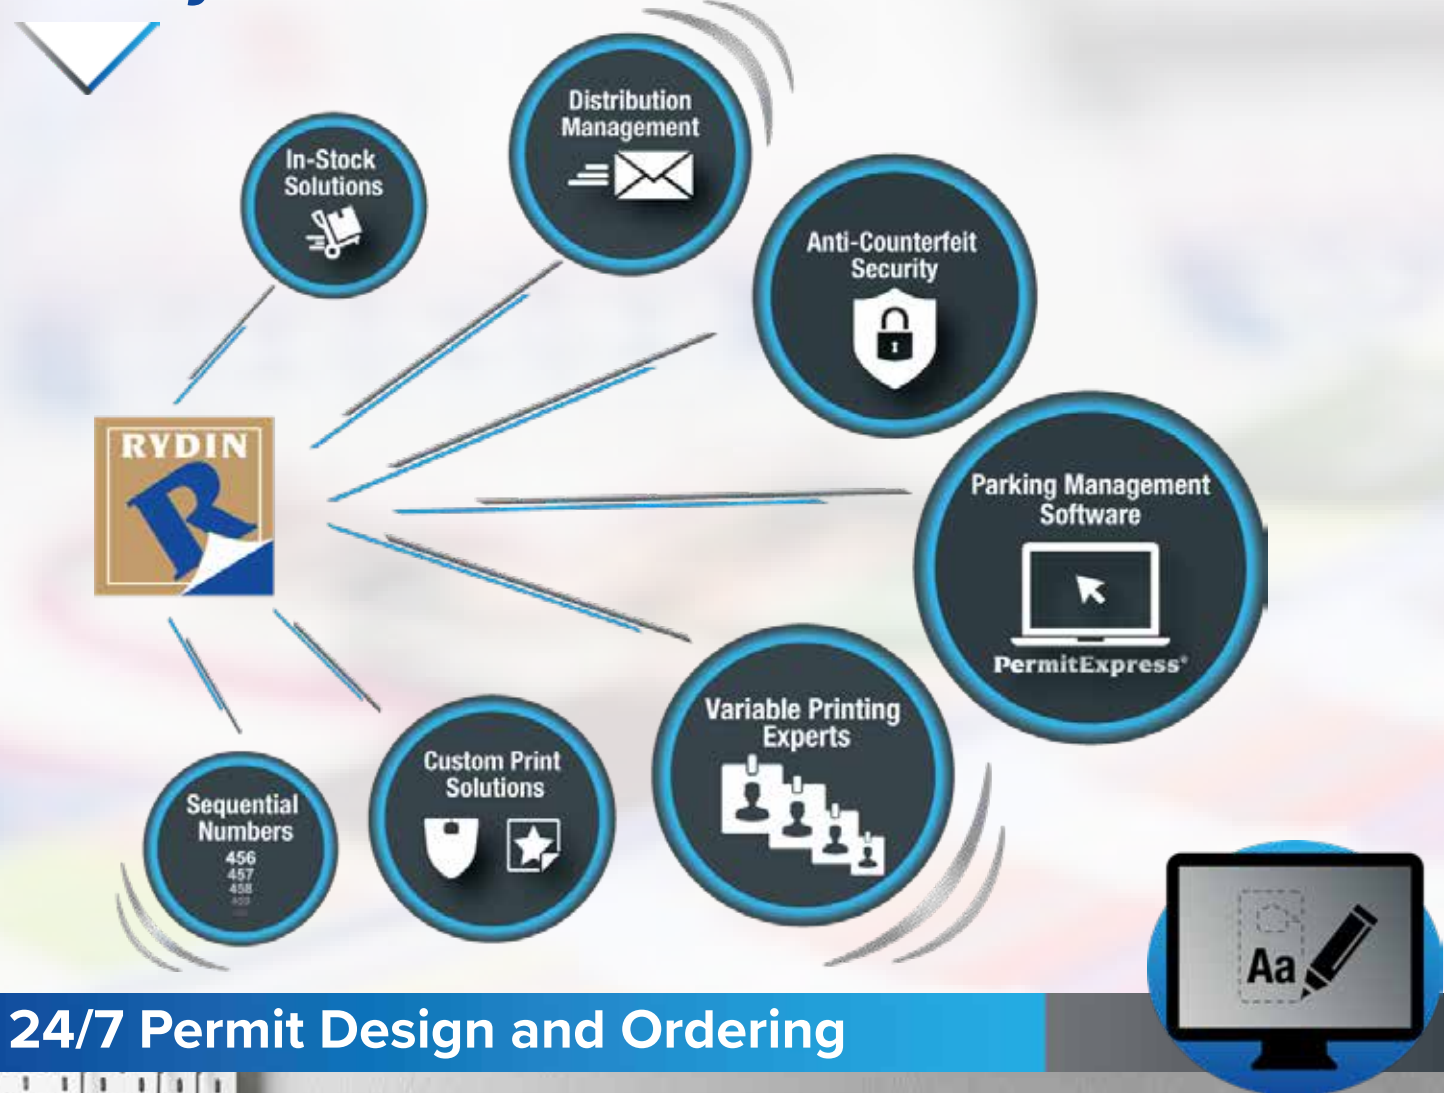 In-Stock
Solutions
Distribution
Management
Anti-Counterfeit
Security
RYDIN
R
Parking Management
Software
PermitExpress®
Variable Printing
Experts
Custom Print
Solutions
Sequential
Numbers
456
457
458
459
Aa
24/7 Permit Design and Ordering